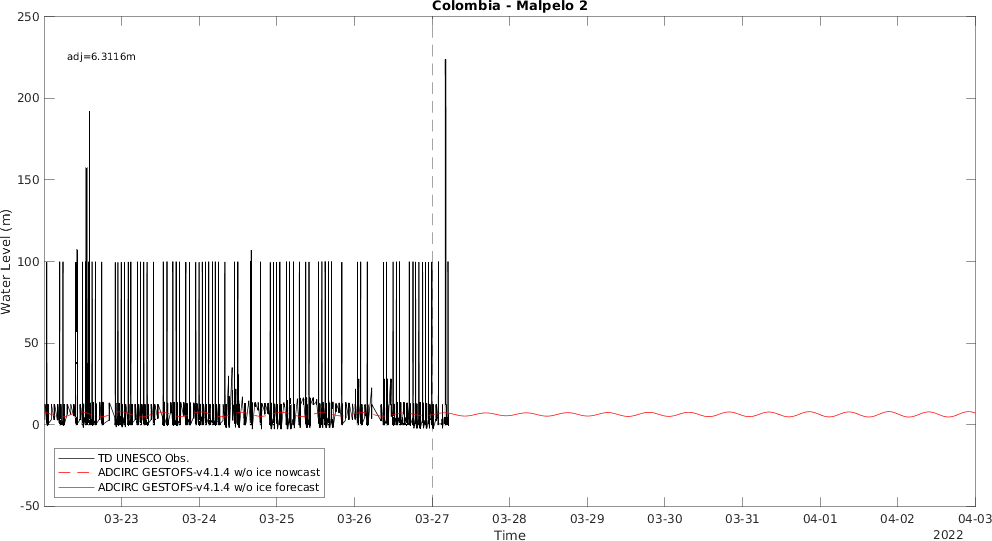 Colombia - Malpelo 2
250
200
150
100
50
0
-50
Water Level (m)
adj=6.3116m
TD UNESCO Obs.
ADCIRC GESTOFS-v4.1.4 w/o ice nowcast
ADCIRC GESTOFS-v4.1.4 w/o ice forecast
03-23 03-24 03-25 03-26 03-27 03-28 03-29 03-30 03-31 04-01 04-02 04-03
Time
2022